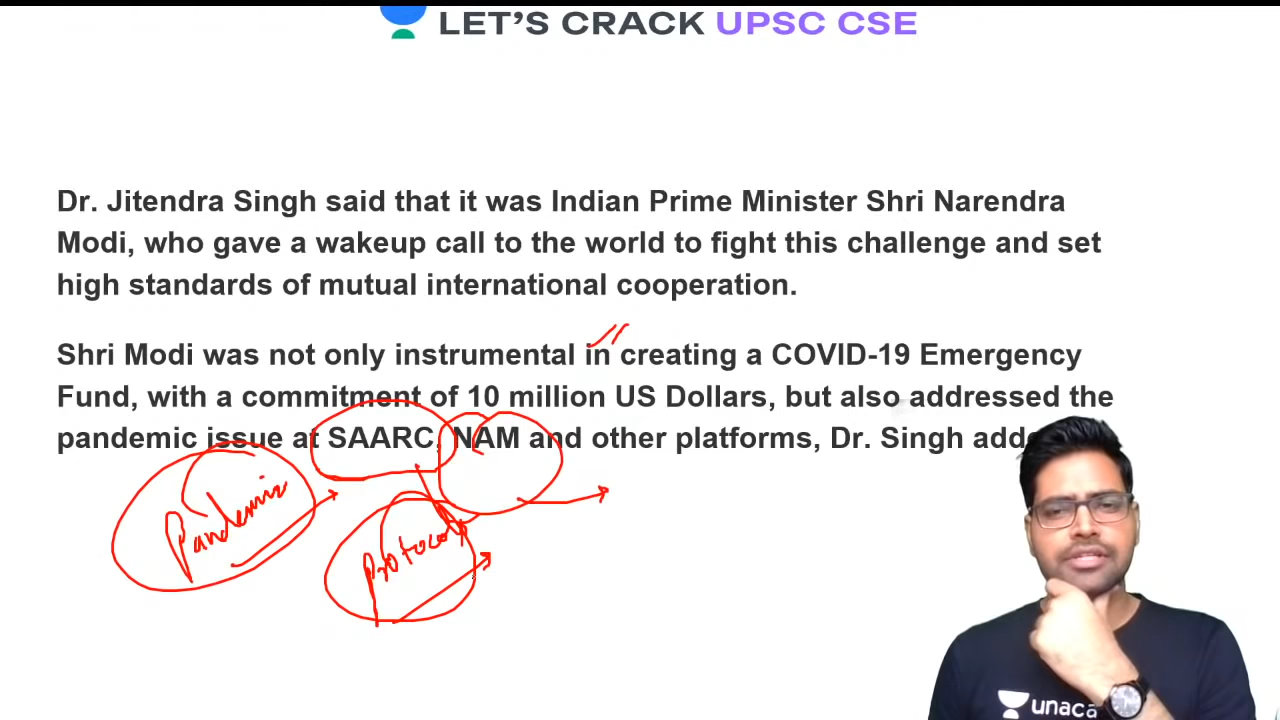 LET'S CRACK UPSC CSE
Dr. Jitendra Singh said that it was Indian Prime Minister Shri Narendra
Modi, who gave a wakeup call to the world to fight this challenge and set
high standards of mutual international cooperation.
Shri Modi was not only instrumental in creating a COVID-19 Emergency
Fund, with a commitment of 10 million US Dollars, but also addressed the
pandemic issue at SAARC, NAM and other platforms, Dr. Singh adde
Pandemic
Protocols
unaca